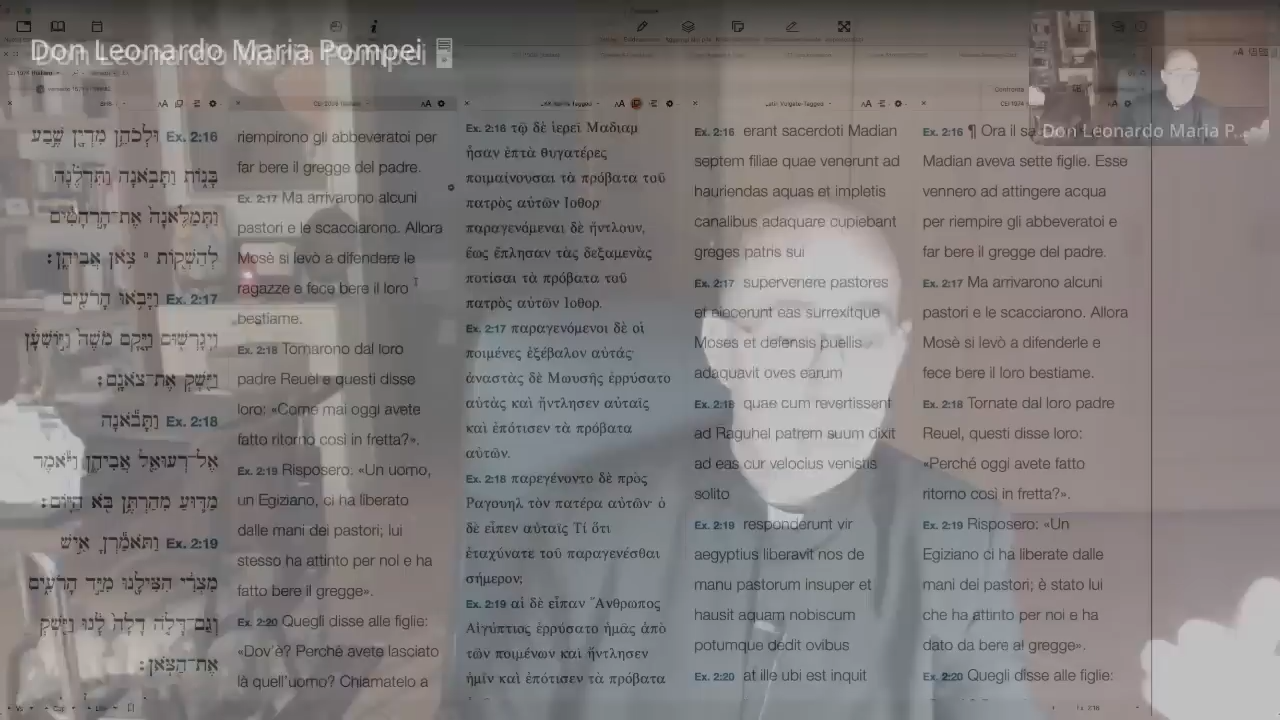 Don Leonardo Maria Pompei
Don Leonardo Maria P...
Ex. 2:16 וּלְכֹהֵ֥ן מִדְיָ֖ן שֶׁ֣בַע
בָּנ֑וֹת וַתָּבֹ֣אנָה וַתִּדְלֶ֗נָה
וַתְּמַלֶּ֙אנָה֙ אֶת־הָ֣רְהָטִ֔ים
לְהַשְׁק֖וֹת צֹ֥אן אֲבִיהֶֽן׃
Ex. 2:17 וַיָּבֹ֥אוּ הָרֹעִ֖ים
וַיְגָרְשׁ֑וּם וַיָּ֤קָם מֹשֶׁה֙ וַיּ֣וֹשִׁעָ֔ן
וַיַּ֖שְׁקְ אֶת־צֹאנָֽם׃
Ex. 2:18 וַתָּבֹ֕אנָה
אֶל־רְעוּאֵ֖ל אֲבִיהֶ֑ן וַיֹּ֕אמֶר
מַדּ֛וּעַ מִהַרְתֶּ֥ן בֹּ֖א הַיּֽוֹם׃
Ex. 2:19 וַתֹּאמַ֕רְןָ אִ֣ישׁ
מִצְרִ֔י הִצִּילָ֖נוּ מִיַּ֣ד הָרֹעִ֑ים
וְגַם־דָּלֹ֤ה דָלָה֙ לָ֔נוּ וַיַּ֖שְׁקְ
אֶת־הַצֹּֽאן׃
riempirono gli abbeveratoi per
far bere il gregge del padre.
Ex. 2:17 Ma arrivarono alcuni
pastori e le scacciarono. Allora
Mosè si levò a difendere le
ragazze e fece bere il loro
bestiame.
Ex. 2:18 Tornarono dal loro
padre Reuel e questi disse
loro: «Come mai oggi avete
fatto ritorno così in fretta?».
Ex. 2:19 Risposero: «Un uomo,
un Egiziano, ci ha liberato
dalle mani dei pastori; lui
stesso ha attinto per noi e ha
fatto bere il gregge».
Ex. 2:20 Quegli disse alle figlie:
«Dov'è? Perché avete lasciato
là quell'uomo? Chiamatelo a
Ex. 2:16 τῷ δὲ ἱερεῖ Μαδιαμ
ἦσαν ἑπτὰ θυγατέρες
ποιμαίνουσαι τὰ πρόβατα τοῦ
πατρὸς αὐτῶν Ιοθορ·
παραγενόμεναι δὲ ἤντλουν,
ἕως ἔπλησαν τὰς δεξαμενὰς
ποτίσαι τὰ πρόβατα τοῦ
πατρὸς αὐτῶν Ιοθορ.
Ex. 2:17 παραγενόμενοι δὲ οἱ
ποιμένες ἐξέβαλον αὐτάς·
ἀναστὰς δὲ Μωυσῆς ἐρρύσατο
αὐτὰς καὶ ἤντλησεν αὐταῖς
καὶ ἐπότισεν τὰ πρόβατα
αὐτῶν.
Ex. 2:18 παρεγένοντο δὲ πρὸς
Ραγουηλ τὸν πατέρα αὐτῶν· ὁ
δὲ εἶπεν αὐταῖς Τί ὅτι
ἐταχύνατε τοῦ παραγενέσθαι
σήμερον;
Ex. 2:19 αἱ δὲ εἶπαν Ἄνθρωπος
Αἰγύπτιος ἐρρύσατο ἡμᾶς ἀπὸ
τῶν ποιμένων καὶ ἤντλησεν
ἡμῖν καὶ ἐπότισεν τὰ πρόβατα
Ex. 2:16 erant sacerdoti Madian
septem filiae quae venerunt ad
hauriendas aquas et impletis
canalibus adaquare cupiebant
greges patris sui
Ex. 2:17 supervenere pastores
et eiecerunt eas surrexitque
Moses et defensis puellis
adaquavit oves earum
Ex. 2:18 quae cum revertissent
ad Raguhel patrem suum dixit
ad eas cur velocius venistis
solito
Ex. 2:19 responderunt vir
aegyptius liberavit nos de
manu pastorum insuper et
hausit aquam nobiscum
potumque dedit ovibus
Ex. 2:20 at ille ubi est inquit
Ex. 2:16 ¶ Ora il sa
Madian aveva sette figlie. Esse
vennero ad attingere acqua
per riempire gli abbeveratoi e
far bere il gregge del padre.
Ex. 2:17 Ma arrivarono alcuni
pastori e le scacciarono. Allora
Mosè si levò a difenderle e
fece bere il loro bestiame.
Ex. 2:18 Tornate dal loro padre
Reuel, questi disse loro:
«Perché oggi avete fatto
ritorno così in fretta?».
Ex. 2:19 Risposero: «Un
Egiziano ci ha liberate dalle
mani dei pastori; è stato lui
che ha attinto per noi e ha
dato da bere al gregge».
Ex. 2:20 Quegli disse alle figlie: